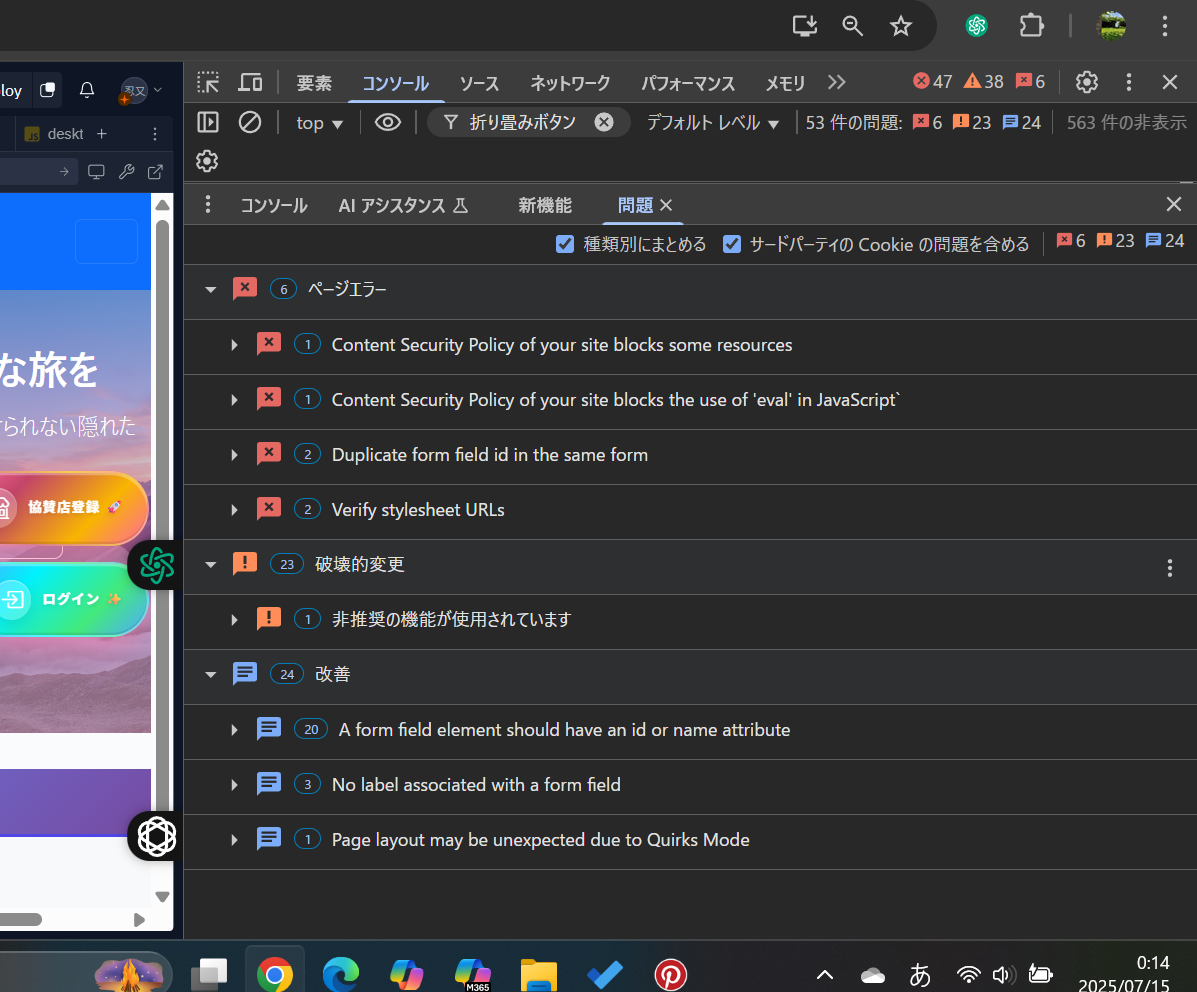 loy
忍又
要素 コンソール ソース ネットワーク パフォーマンス メモリ 47 38 6
JS deskt +
top 折り畳みボタン デフォルト レベル 53 件の問題: 6 23 24 563 件の非表示
コンソール AI アシスタンス 新機能 問題
種類別にまとめる サードパーティの Cookie の問題を含める 6 23 24
6 ページエラー
1 Content Security Policy of your site blocks some resources
な旅を
1 Content Security Policy of your site blocks the use of 'eval' in JavaScript`
られない隠れた
2 Duplicate form field id in the same form
協賛店登録 🚀
2 Verify stylesheet URLs
23 破壊的変更
ログイン ✨
1 非推奨の機能が使用されています
24 改善
20 A form field element should have an id or name attribute
3 No label associated with a form field
1 Page layout may be unexpected due to Quirks Mode
M365
あ
0:14
2025/07/15